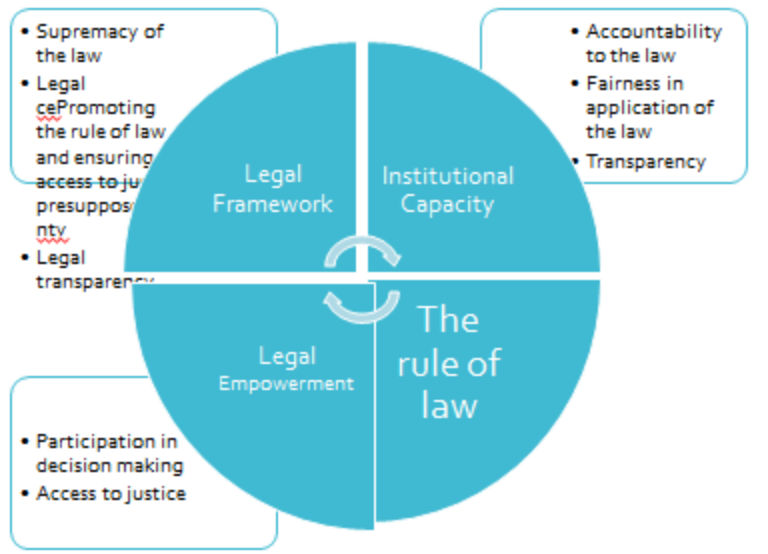 • Supremacy of
the law
• Legal
cePromoting
the rule of law
and ensuring
access to ju
presuppos
nty
• Legal
transparency
Legal
Framework
Institutional
Capacity
• Accountability
to the law
• Fairness in
application of
the law
• Transparency
Legal
Empowerment
The
rule of
law
• Participation in
decision making
• Access to justice